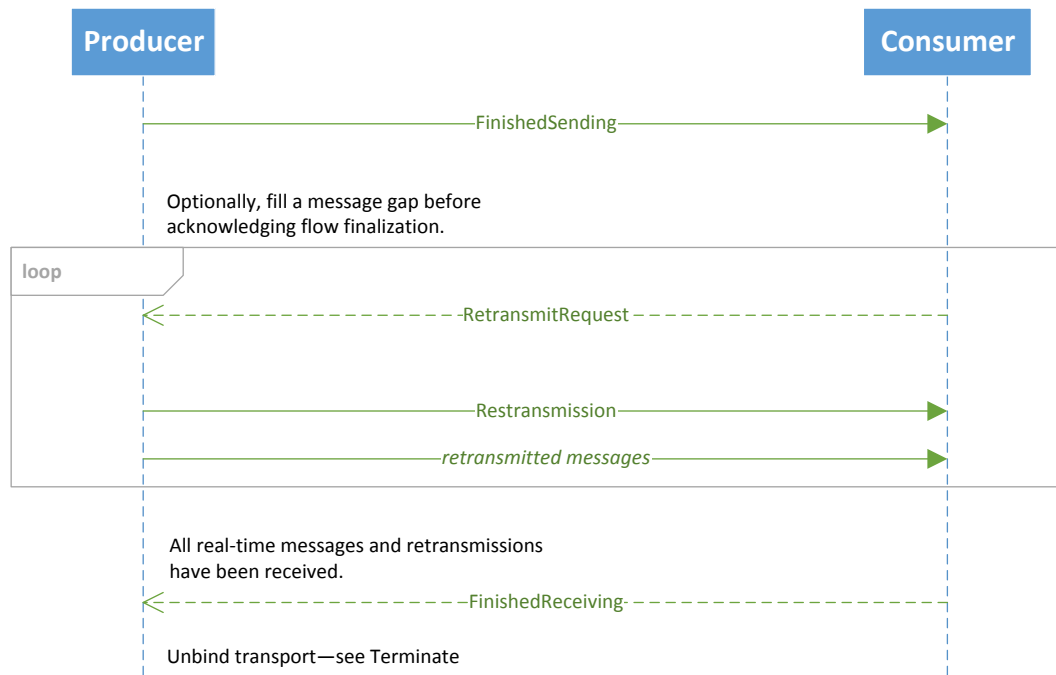 Producer
Consumer
FinishedSending
Optionally, fill a message gap before
acknowledging flow finalization.
loop
RetransmitRequest
Restransmission
retransmitted messages
All real-time messages and retransmissions
have been received.
FinishedReceiving
Unbind transport—see Terminate